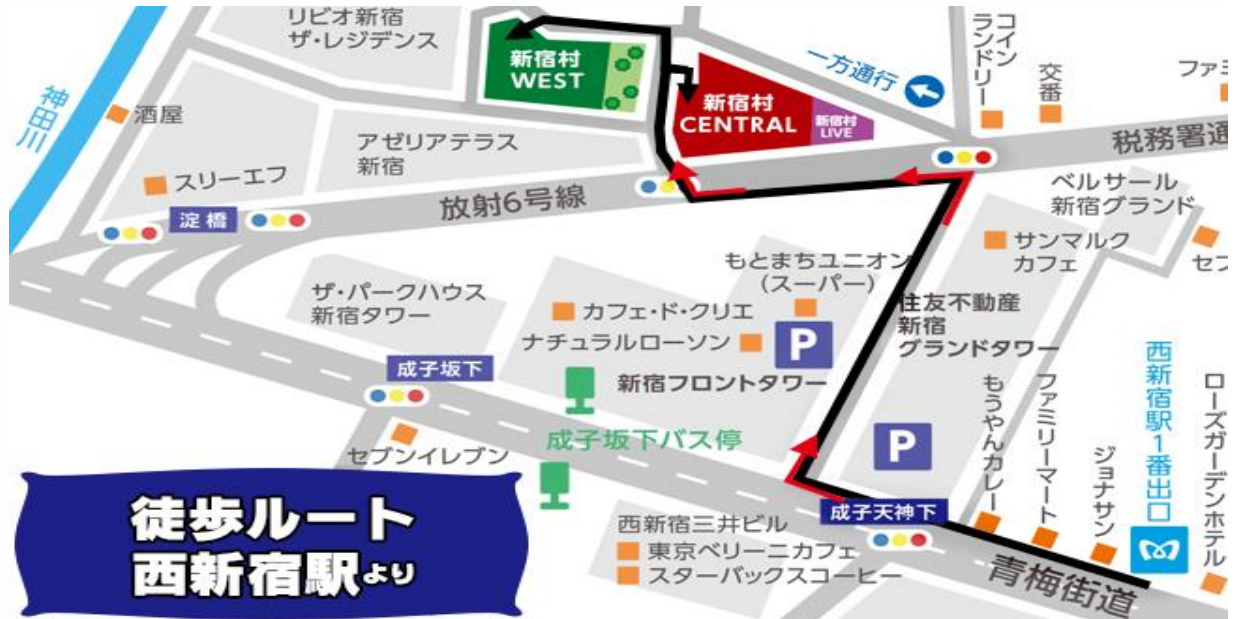 リビオ新宿
ザ・レジデンス
新宿村
WEST
一方通行
コイン
ランドリー
交番
ファミ
神田川
酒屋
新宿村
CENTRAL
新宿村
LIVE
税務署通
アゼリアテラス
新宿
スリーエフ
放射6号線
淀橋
ベルサール
新宿グランド
サンマルク
カフェ
セブ
もとまちユニオン
(スーパー)
ザ・パークハウス
新宿タワー
カフェ・ド・クリエ
ナチュラルローソン
P
住友不動産
新宿
グランドタワー
成子坂下
新宿フロントタワー
西新宿駅1番出口
ローズガーデンホテル
もうやんカレー
ファミリーマート
ジョナサン
P
セブンイレブン
成子坂下バス停
成子天神下
西新宿三井ビル
東京ベリーニカフェ
スターバックスコーヒー
青梅街道
徒歩ルート
西新宿駅より